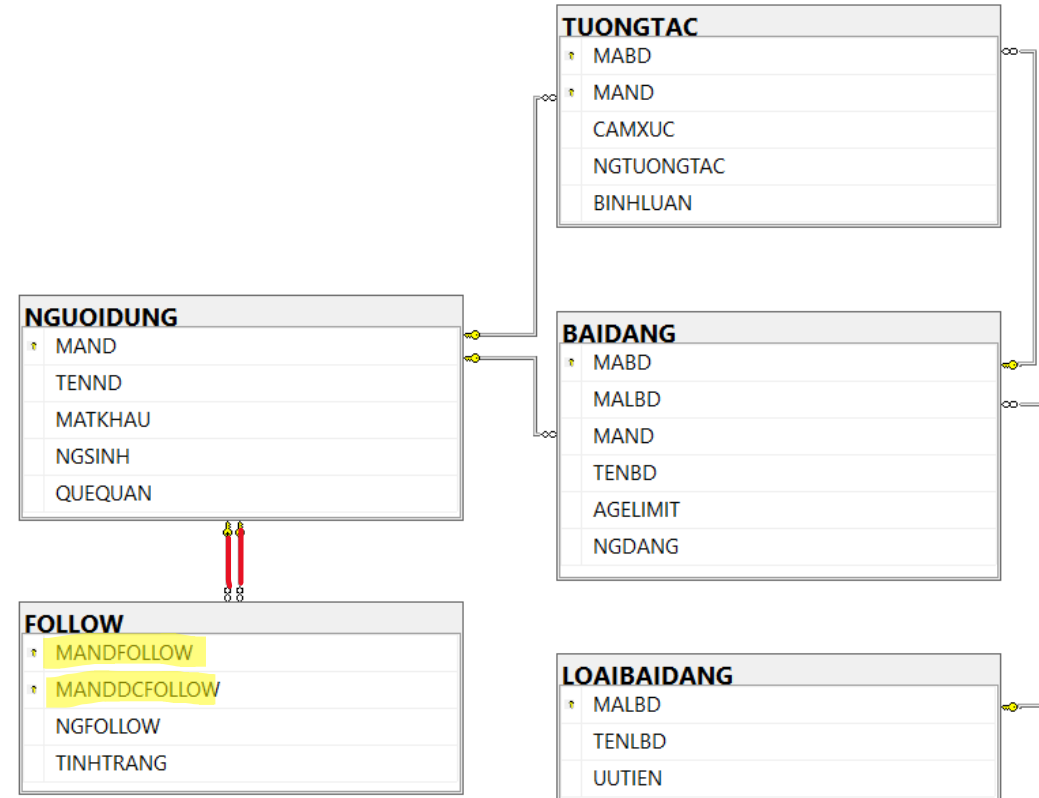 TUONGTAC
MABD
MAND
CAMXUC
NGTUONGTAC
BINHLUAN
NGUOIDUNG
MAND
TENND
MATKHAU
NGSINH
QUEQUAN
BAIDANG
MABD
MALBD
MAND
TENBD
AGELIMIT
NGDANG
FOLLOW
MANDFOLLOW
MANDDCFOLLOW
NGFOLLOW
TINHTRANG
LOAIBAIDANG
MALBD
TENLBD
UUTIEN